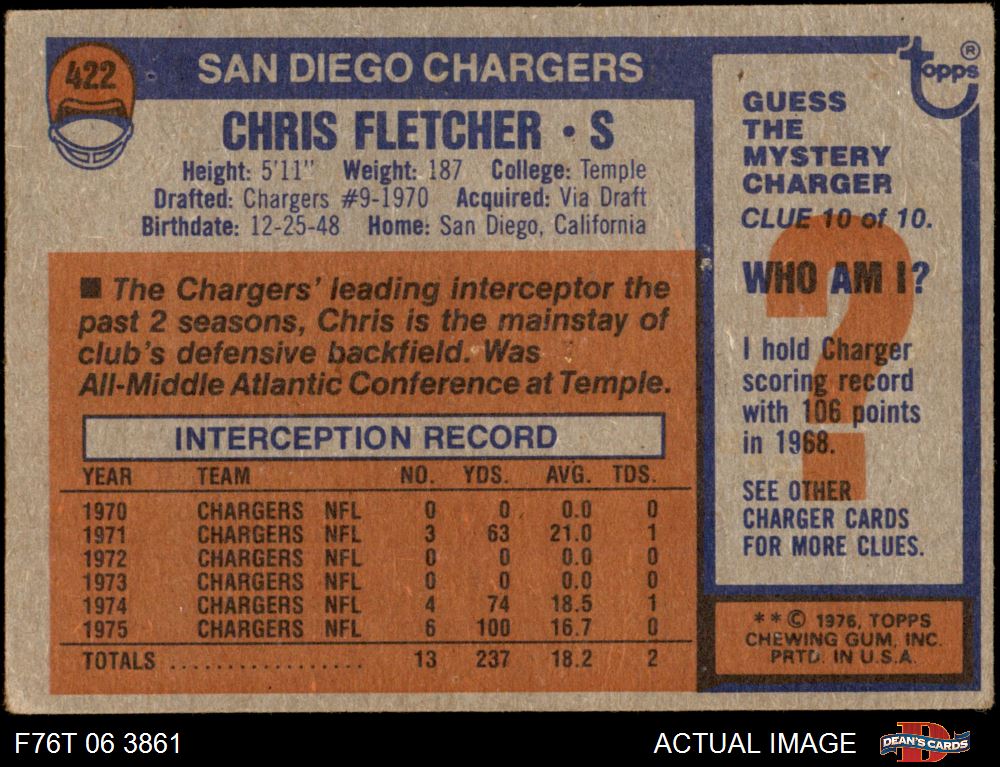 422
SAN DIEGO CHARGERS
CHRIS FLETCHER • S
Height: 5'11" Weight: 187 College: Temple
Drafted: Chargers #9-1970 Acquired: Via Draft
Birthdate: 12-25-48 Home: San Diego, California
■ The Chargers' leading interceptor the
past 2 seasons, Chris is the mainstay of
club's defensive backfield. Was
All-Middle Atlantic Conference at Temple.
INTERCEPTION RECORD
YEAR TEAM NO. YDS. AVG. TDS.
1970 CHARGERS NFL 0 0 0.0 0
1971 CHARGERS NFL 3 63 21.0 1
1972 CHARGERS NFL 0 0 0.0 0
1973 CHARGERS NFL 0 0 0.0 0
1974 CHARGERS NFL 4 74 18.5 1
1975 CHARGERS NFL 6 100 16.7 0
TOTALS .................. 13 237 18.2 2
topps ®
GUESS
THE
MYSTERY
CHARGER
CLUE 10 of 10.
?
WHO AM I?
I hold Charger
scoring record
with 106 points
in 1968.
SEE OTHER
CHARGER CARDS
FOR MORE CLUES.
** © 1976, TOPPS
CHEWING GUM, INC.
PRTD. IN U.S.A.
F76T 06 3861
ACTUAL IMAGE
D
DEAN'S CARDS